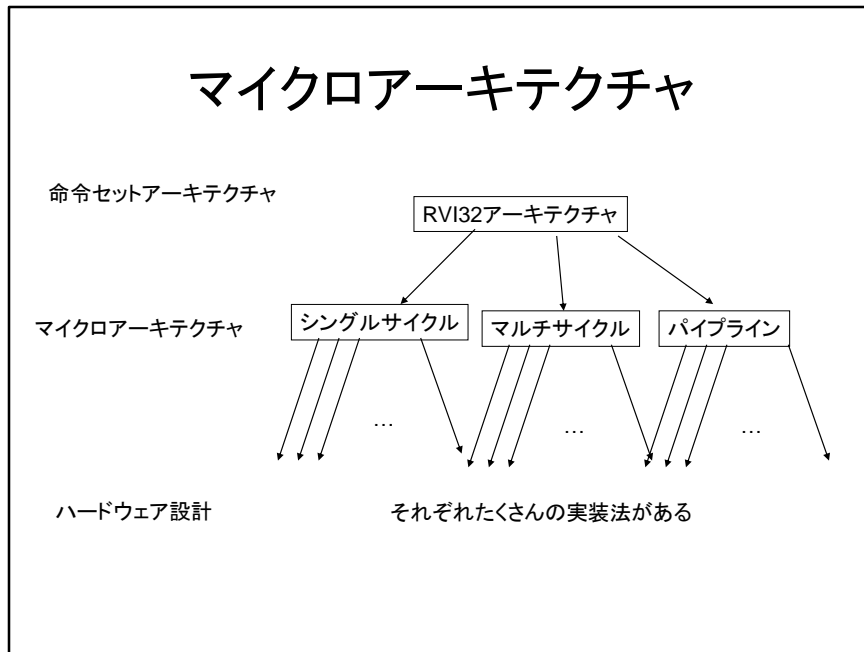 マイクロアーキテクチャ
命令セットアーキテクチャ
RVI32アーキテクチャ
マイクロアーキテクチャ
シングルサイクル
マルチサイクル
パイプライン
…
…
…
ハードウェア設計
それぞれたくさんの実装法がある